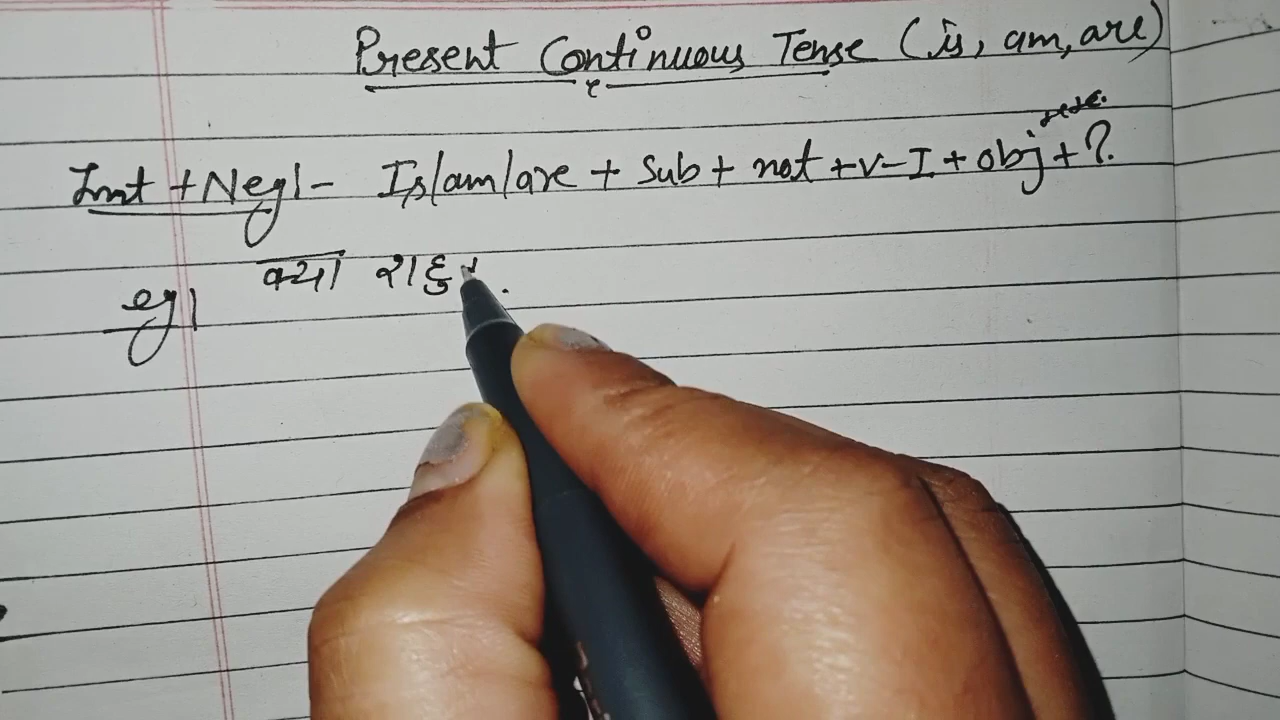 Present Continuous Tense (is, am, are)
Int + Neg - Is/am/are + Sub + not + v-I + obj + ?
eg क्या